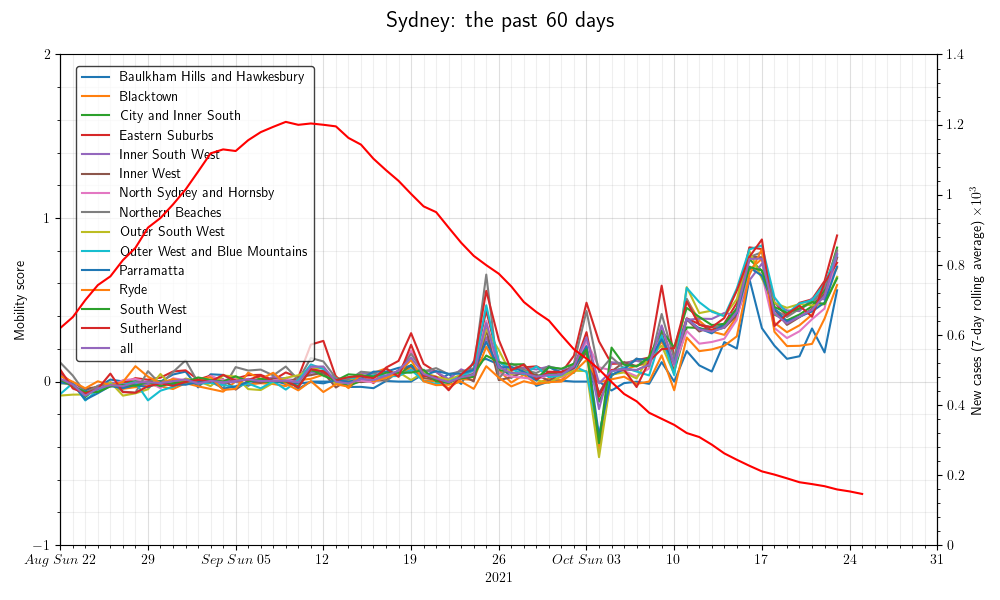 Sydney: the past 60 days
2
1
0
−1
Mobility score
Baulkham Hills and Hawkesbury
Blacktown
City and Inner South
Eastern Suburbs
Inner South West
Inner West
North Sydney and Hornsby
Northern Beaches
Outer South West
Outer West and Blue Mountains
Parramatta
Ryde
South West
Sutherland
all
1.4
1.2
1
0.8
0.6
0.4
0.2
0
New cases (7-day rolling average) ×10³
Aug Sun 22 29 Sep Sun 05 12 19 26 Oct Sun 03 10 17 24 31
2021